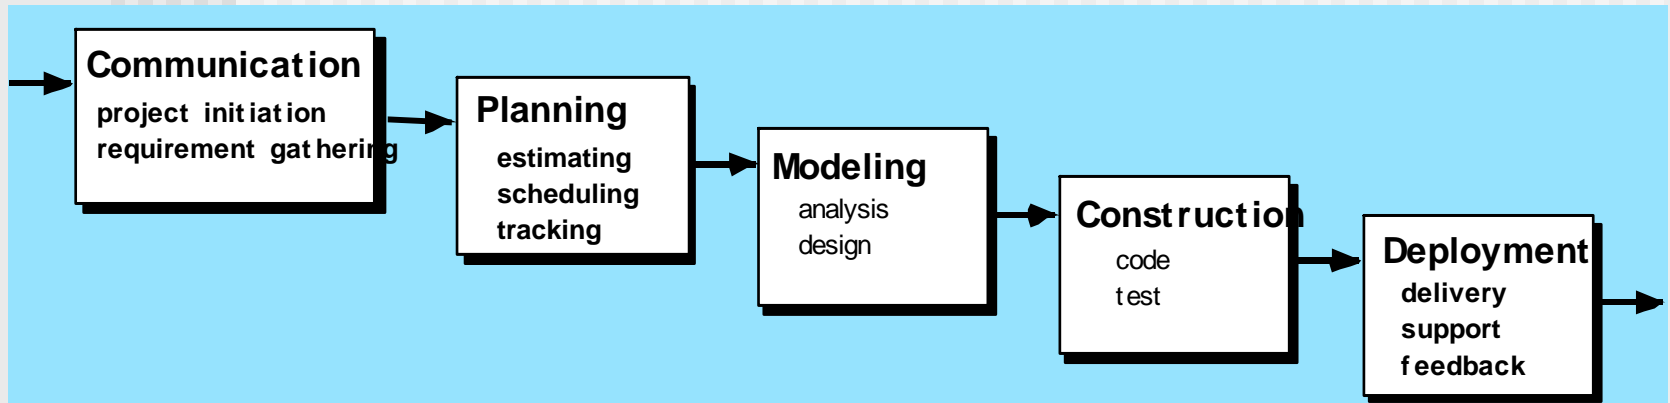 Communication
project initiation
requirement gathering
Planning
estimating
scheduling
tracking
Modeling
analysis
design
Construction
code
test
Deployment
delivery
support
feedback